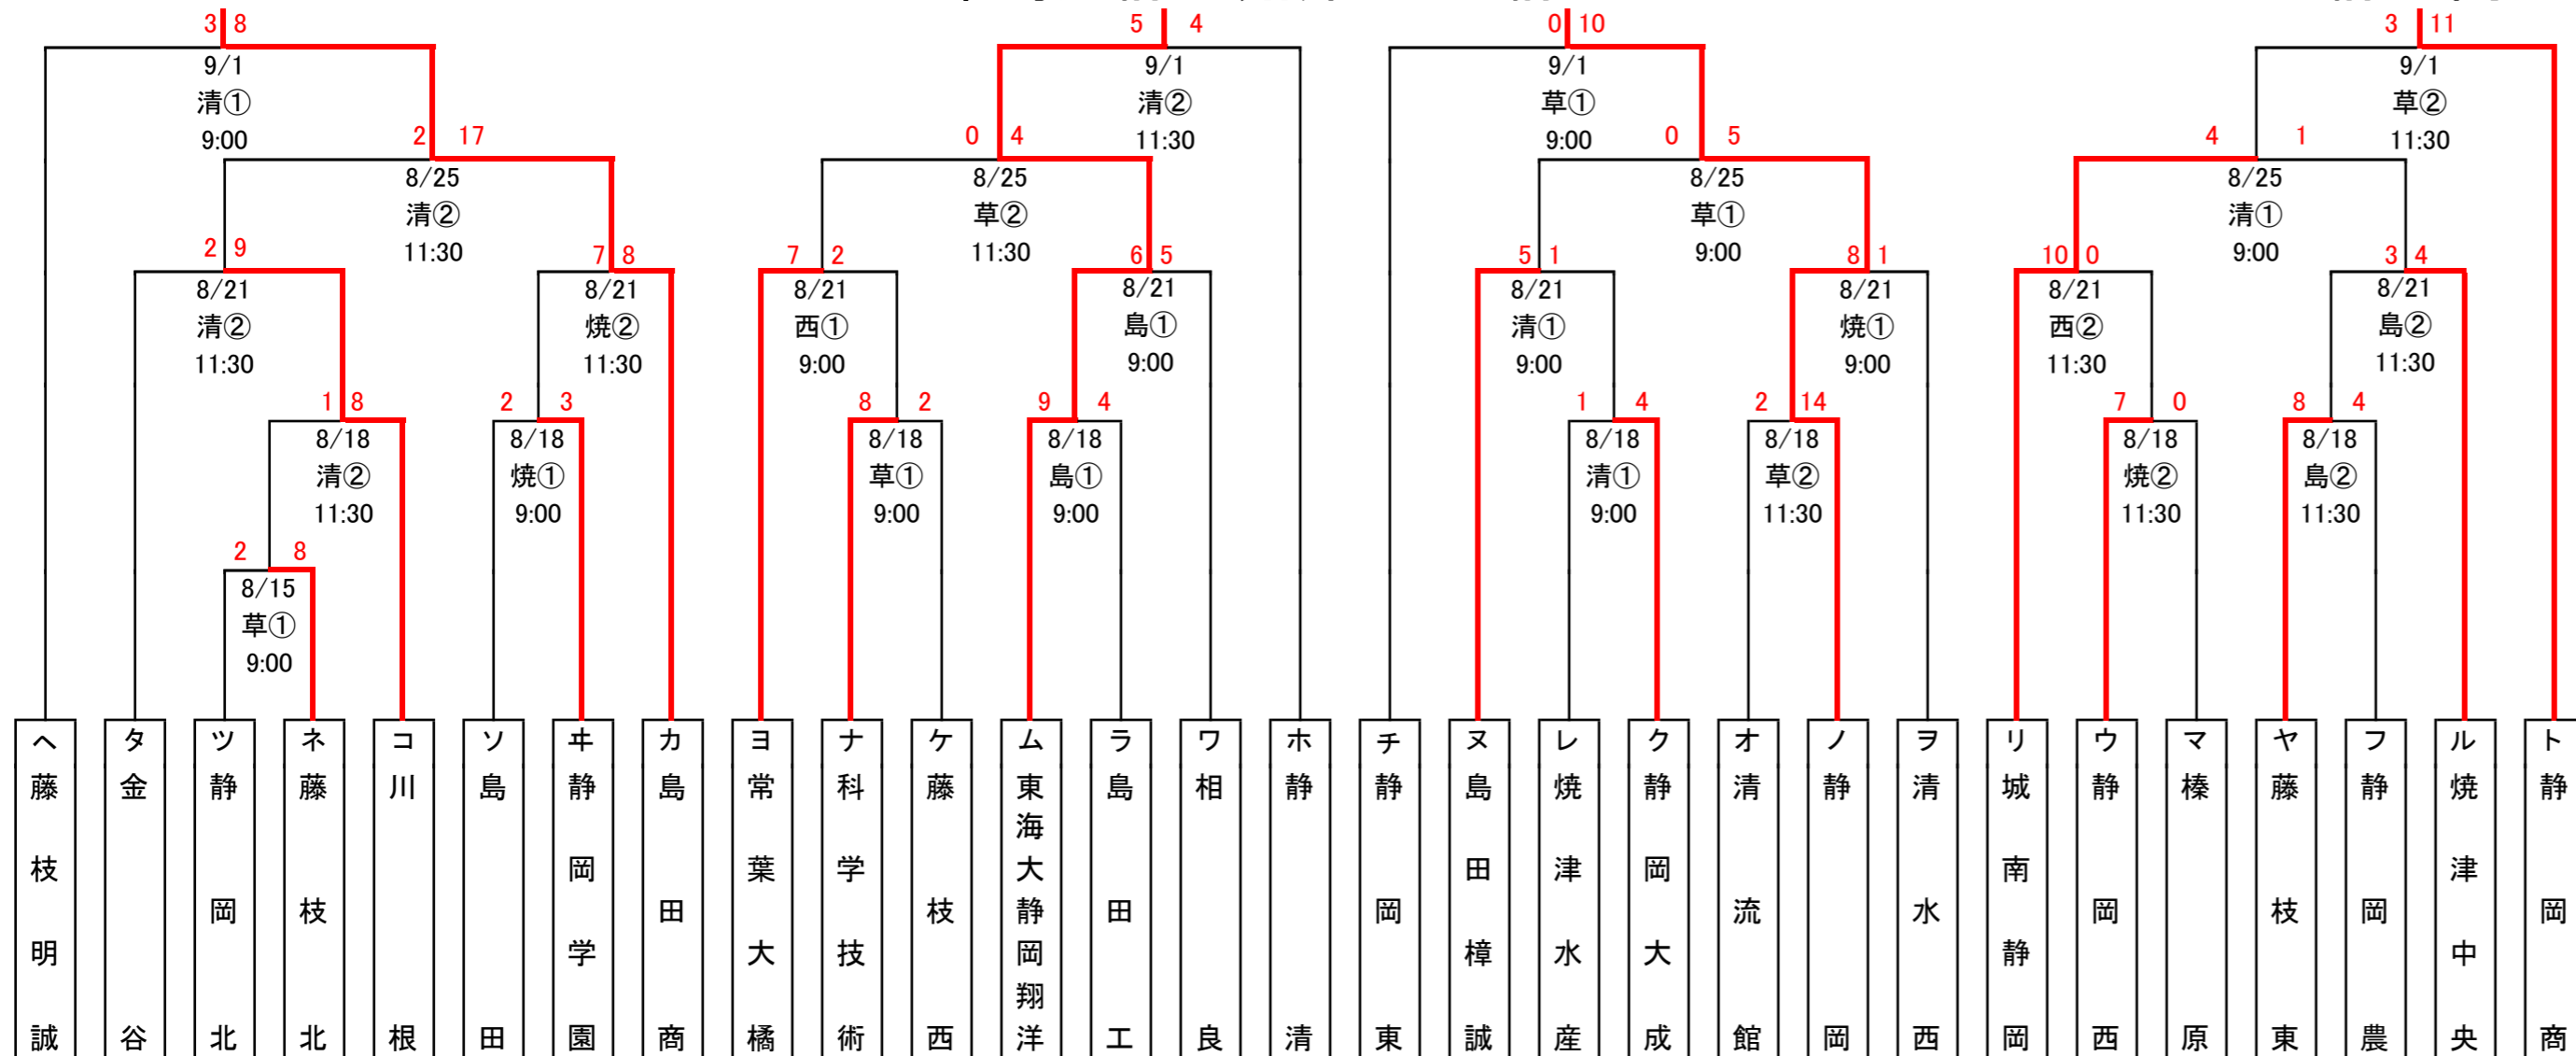 3 8
5 4
0 10
3 11
9/1
清①
9:00
9/1
清②
11:30
9/1
草①
9:00
9/1
草②
11:30
2 17
0 4
0 5
4 1
8/25
清②
11:30
8/25
草②
11:30
8/25
草①
9:00
8/25
清①
9:00
2 9
7 8
7 2
6 5
5 1
8 1
10 0
3 4
8/21
清②
11:30
8/21
焼②
11:30
8/21
西①
9:00
8/21
島①
9:00
8/21
清①
9:00
8/21
焼①
9:00
8/21
西②
11:30
8/21
島②
11:30
1 8
2 3
8 2
9 4
1 4
2 14
7 0
8 4
8/18
清②
11:30
8/18
焼①
9:00
8/18
草①
9:00
8/18
島①
9:00
8/18
清①
9:00
8/18
草②
11:30
8/18
焼②
11:30
8/18
島②
11:30
2 8
8/15
草①
9:00
ヘ 藤枝明誠
タ 金谷
ツ 静岡北
ネ 藤枝北
コ 川根
ソ 島田
ヰ 静岡学園
カ 島田商
ヨ 常葉大橘
ナ 科学技術
ケ 藤枝西
ム 東海大静岡翔洋
ラ 島田工
ワ 相良
ホ 静清
チ 静岡東
ヌ 島田樟誠
レ 焼津水産
ク 静岡大成
オ 清流館
ノ 静岡
ヲ 清水西
リ 城南静岡
ウ 静岡西
マ 榛原
ヤ 藤枝東
フ 静岡農
ル 焼津中央
ト 静岡商